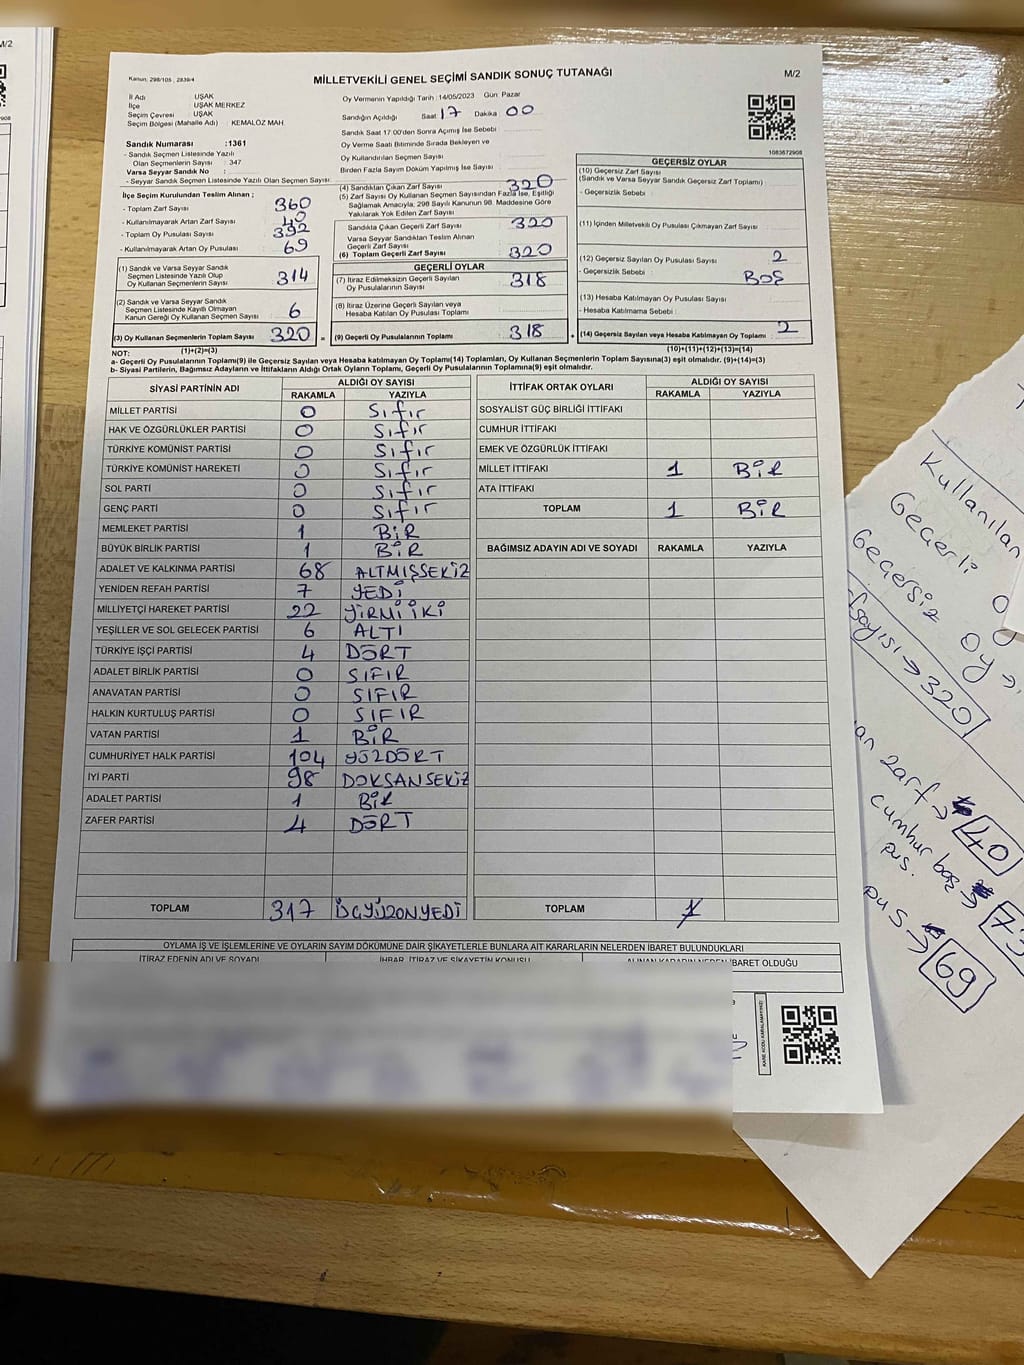 M/2
Kanun: 298/105 , 2839/4
MİLLETVEKİLİ GENEL SEÇİMİ SANDIK SONUÇ TUTANAĞI
M/2
İl Adı : UŞAK
İlçe : UŞAK MERKEZ
Seçim Çevresi : UŞAK
Seçim Bölgesi (Mahalle Adı) : KEMALÖZ MAH
Sandık Numarası :1361
- Sandık Seçmen Listesinde Yazılı
Olan Seçmenlerin Sayısı : 347
Varsa Seyyar Sandık No :
- Seyyar Sandık Seçmen Listesinde Yazılı Olan Seçmen Sayısı:
Oy Vermenin Yapıldığı Tarih :14/05/2023 Gün: Pazar
Sandığın Açıldığı Saat 17 Dakika 00
Sandık Saat 17:00'den Sonra Açımış İse Sebebi
Oy Verme Saati Bitiminde Sırada Bekleyen ve
Oy Kullandırılan Seçmen Sayısı
Birden Fazla Sayım Döküm Yapılmış İse Sayısı
1083672908
İlçe Seçim Kurulundan Teslim Alınan :
- Toplam Zarf Sayısı 360
- Kullanılmayarak Artan Zarf Sayısı 40
- Toplam Oy Pusulası Sayısı 392
- Kullanılmayarak Artan Oy Pusulası 69
(1) Sandık ve Varsa Seyyar Sandık
Seçmen Listesinde Yazılı Olup
Oy Kullanan Seçmen Sayısı 314
(2) Sandık ve Varsa Seyyar Sandık
Seçmen Listesinde Kayıtlı Olmayan
Kanun Gereği Oy Kullanan Seçmen Sayısı 6
(3) Oy Kullanan Seçmenlerin Toplam Sayısı 320
(1)+(2)=(3)
(4) Sandıktan Çıkan Zarf Sayısı 320
(5) Zarf Sayısı Oy Kullanan Seçmen Sayısından Fazla İse, Eşitliği
Sağlamak Amacıyla, 298 Sayılı Kanunun 98. Maddesine Göre
Yakılarak Yok Edilen Zarf Sayısı
Sandıkta Çıkan Geçerli Zarf Sayısı 320
Varsa Seyyar Sandıktan Teslim Alınan
Geçerli Zarf Sayısı
(6) Toplam Geçerli Zarf Sayısı 320
GEÇERLİ OYLAR
(7) İtiraz Edilmeksizin Geçerli Sayılan
Oy Pusulalarının Sayısı 318
(8) İtiraz Üzerine Geçerli Sayılan veya
Hesaba Katılan Oy Pusulası Toplamı
= (9) Geçerli Oy Pusulalarının Toplamı 318 +
GEÇERSİZ OYLAR
(10) Geçersiz Zarf Sayısı
(Sandık ve Varsa Seyyar Sandık Geçersiz Zarf Toplamı) :
- Geçersizlik Sebebi :
(11) İçinden Milletvekili Oy Pusulası Çıkmayan Zarf Sayısı
(12) Geçersiz Sayılan Oy Pusulası Sayısı 2
- Geçersizlik Sebebi : BOŞ
(13) Hesaba Katılmayan Oy Pusulası Sayısı
- Hesaba Katılmama Sebebi
(14) Geçersiz Sayılan veya Hesaba Katılmayan Oy Toplamı 2
(10)+(11)+(12)+(13)=(14)
NOT:
a- Geçerli Oy Pusulalarının Toplamı(9) ile Geçersiz Sayılan veya Hesaba katılmayan Oy Toplamı(14) Toplamları, Oy Kullanan Seçmenlerin Toplam Sayısına(3) eşit olmalıdır. (9)+(14)=(3)
b- Siyasi Partilerin, Bağımsız Adayların ve İttifakların Aldığı Ortak Oyların Toplamı, Geçerli Oy Pusulalarının Toplamına(9) eşit olmalıdır.
SİYASİ PARTİNİN ADI ALDIĞI OY SAYISI
RAKAMLA YAZIYLA
MİLLET PARTİSİ 0 Sıfır
HAK VE ÖZGÜRLÜKLER PARTİSİ 0 Sıfır
TÜRKİYE KOMÜNİST PARTİSİ 0 Sıfır
TÜRKİYE KOMÜNİST HAREKETİ 0 Sıfır
SOL PARTİ 0 Sıfır
GENÇ PARTİ 0 Sıfır
MEMLEKET PARTİSİ 1 BİR
BÜYÜK BİRLİK PARTİSİ 1 BİR
ADALET VE KALKINMA PARTİSİ 68 ALTMIŞSEKİZ
YENİDEN REFAH PARTİSİ 7 YEDİ
MİLLİYETÇİ HAREKET PARTİSİ 22 YİRMİ İKİ
YEŞİLLER VE SOL GELECEK PARTİSİ 6 ALTI
TÜRKİYE İŞÇİ PARTİSİ 4 DÖRT
ADALET BİRLİK PARTİSİ 0 SIFIR
ANAVATAN PARTİSİ 0 SIFIR
HALKIN KURTULUŞ PARTİSİ 0 SIFIR
VATAN PARTİSİ 1 BİR
CUMHURİYET HALK PARTİSİ 104 YÜZDÖRT
İYİ PARTİ 98 DOKSANSEKİZ
ADALET PARTİSİ 1 BİR
ZAFER PARTİSİ 4 DÖRT
TOPLAM 317 ÜÇYÜZONYEDİ
İTTİFAK ORTAK OYLARI ALDIĞI OY SAYISI
RAKAMLA YAZIYLA
SOSYALİST GÜÇ BİRLİĞİ İTTİFAKI
CUMHUR İTTİFAKI
EMEK VE ÖZGÜRLÜK İTTİFAKI
MİLLET İTTİFAKI 1 BİR
ATA İTTİFAKI
TOPLAM 1 BİR
BAĞIMSIZ ADAYIN ADI VE SOYADI RAKAMLA YAZIYLA
TOPLAM 1
OYLAMA İŞ VE İŞLEMLERİNE VE OYLARIN SAYIM DÖKÜMÜNE DAİR ŞİKAYETLERLE BUNLARA AİT KARARLARIN NELERDEN İBARET BULUNDUKLARI
İTİRAZ EDENİN ADI VE SOYADI İHBAR, İTİRAZ VE ŞİKAYETİN KONUSU ALINAN KARARIN NEDEN İBARET OLDUĞU
KARE KODU KARALAMAYINIZ
Kullanılan
Geçerli
Geçersiz oy →
sayısı → 320
an zarf → 40
cumhur baş → 73
pus.
pus → 69